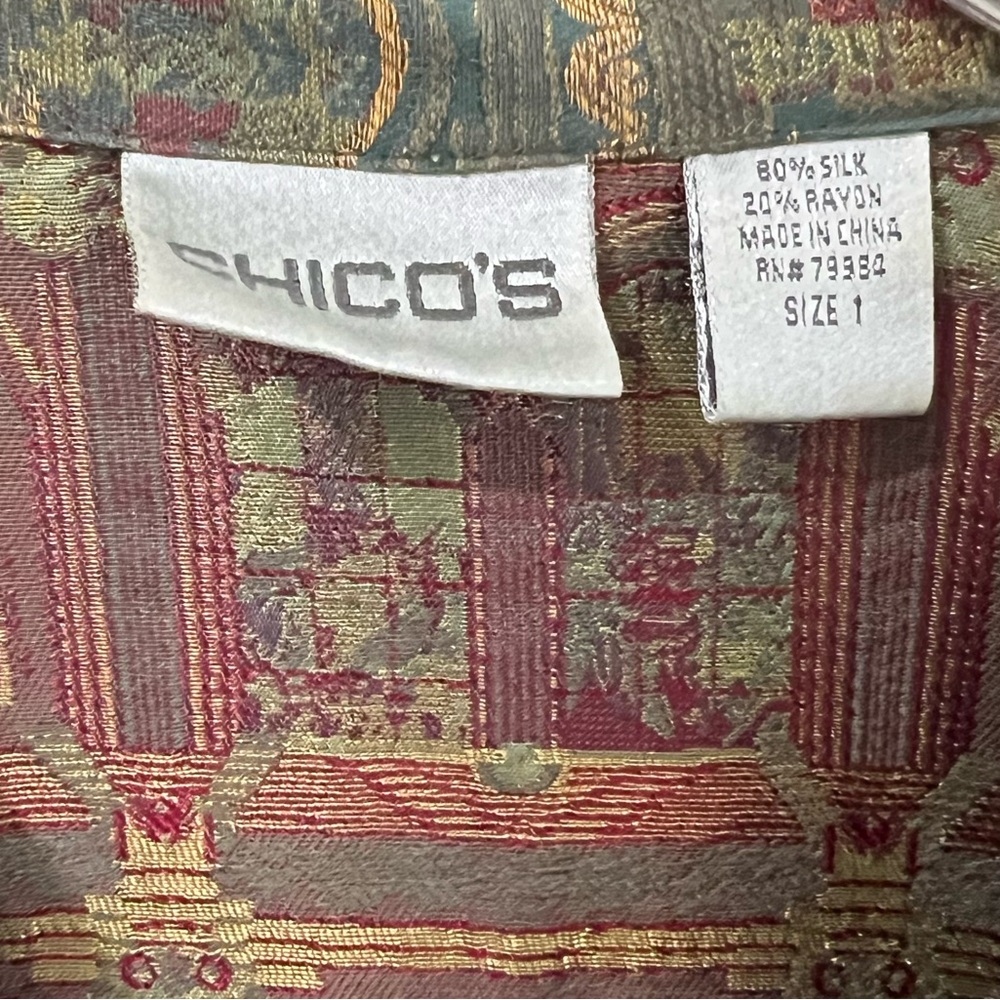 CHICO'S
80% SILK
20% RAYON
MADE IN CHINA
RN# 79384
SIZE 1